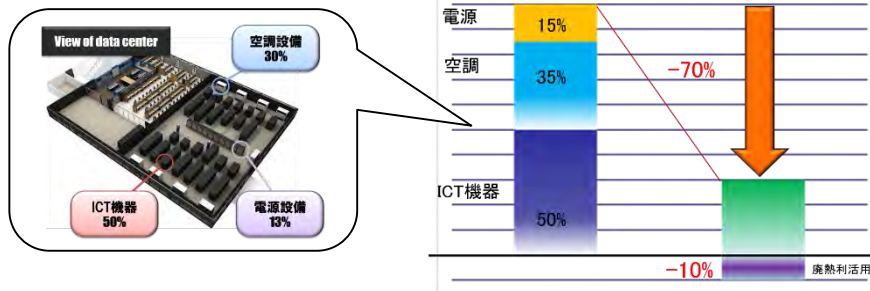 View of data center
空調設備
30%
ICT機器
50%
電源設備
13%
電源
15%
空調
35%
-70%
ICT機器
50%
-10%
廃熱利活用